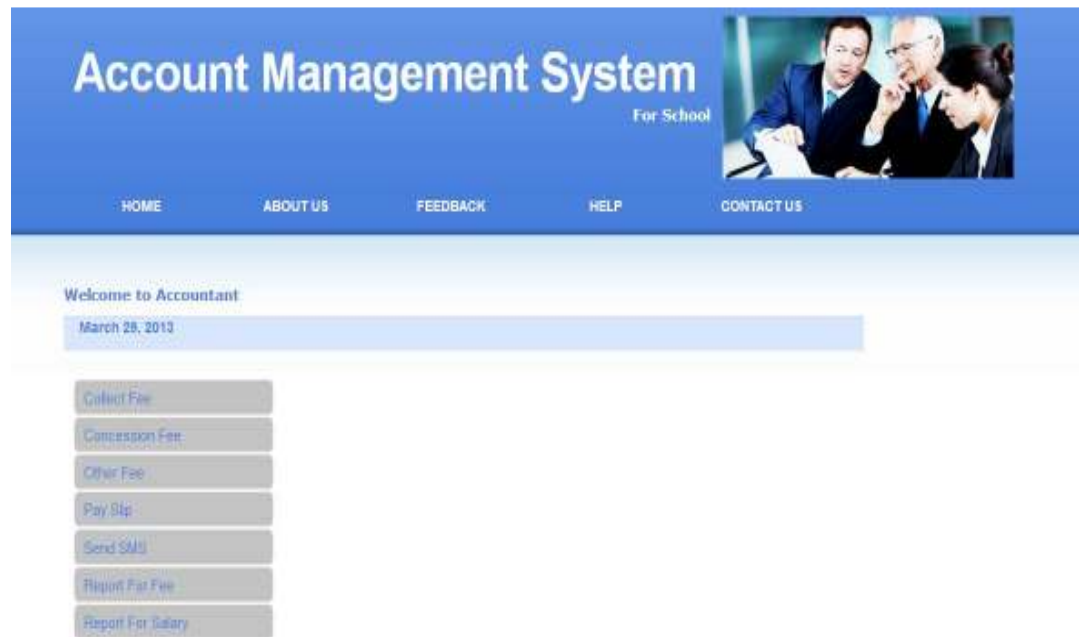 Account Management System
For School
HOME ABOUT US FEEDBACK HELP CONTACT US
Welcome to Accountant
March 29, 2013
Collect Fee
Concession Fee
Other Fee
Pay Slip
Send SMS
Report For Fee
Report For Salary